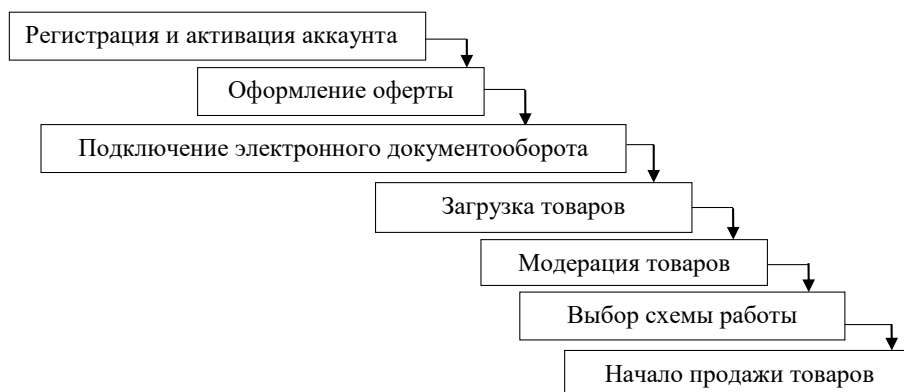 Регистрация и активация аккаунта
Оформление оферты
Подключение электронного документооборота
Загрузка товаров
Модерация товаров
Выбор схемы работы
Начало продажи товаров